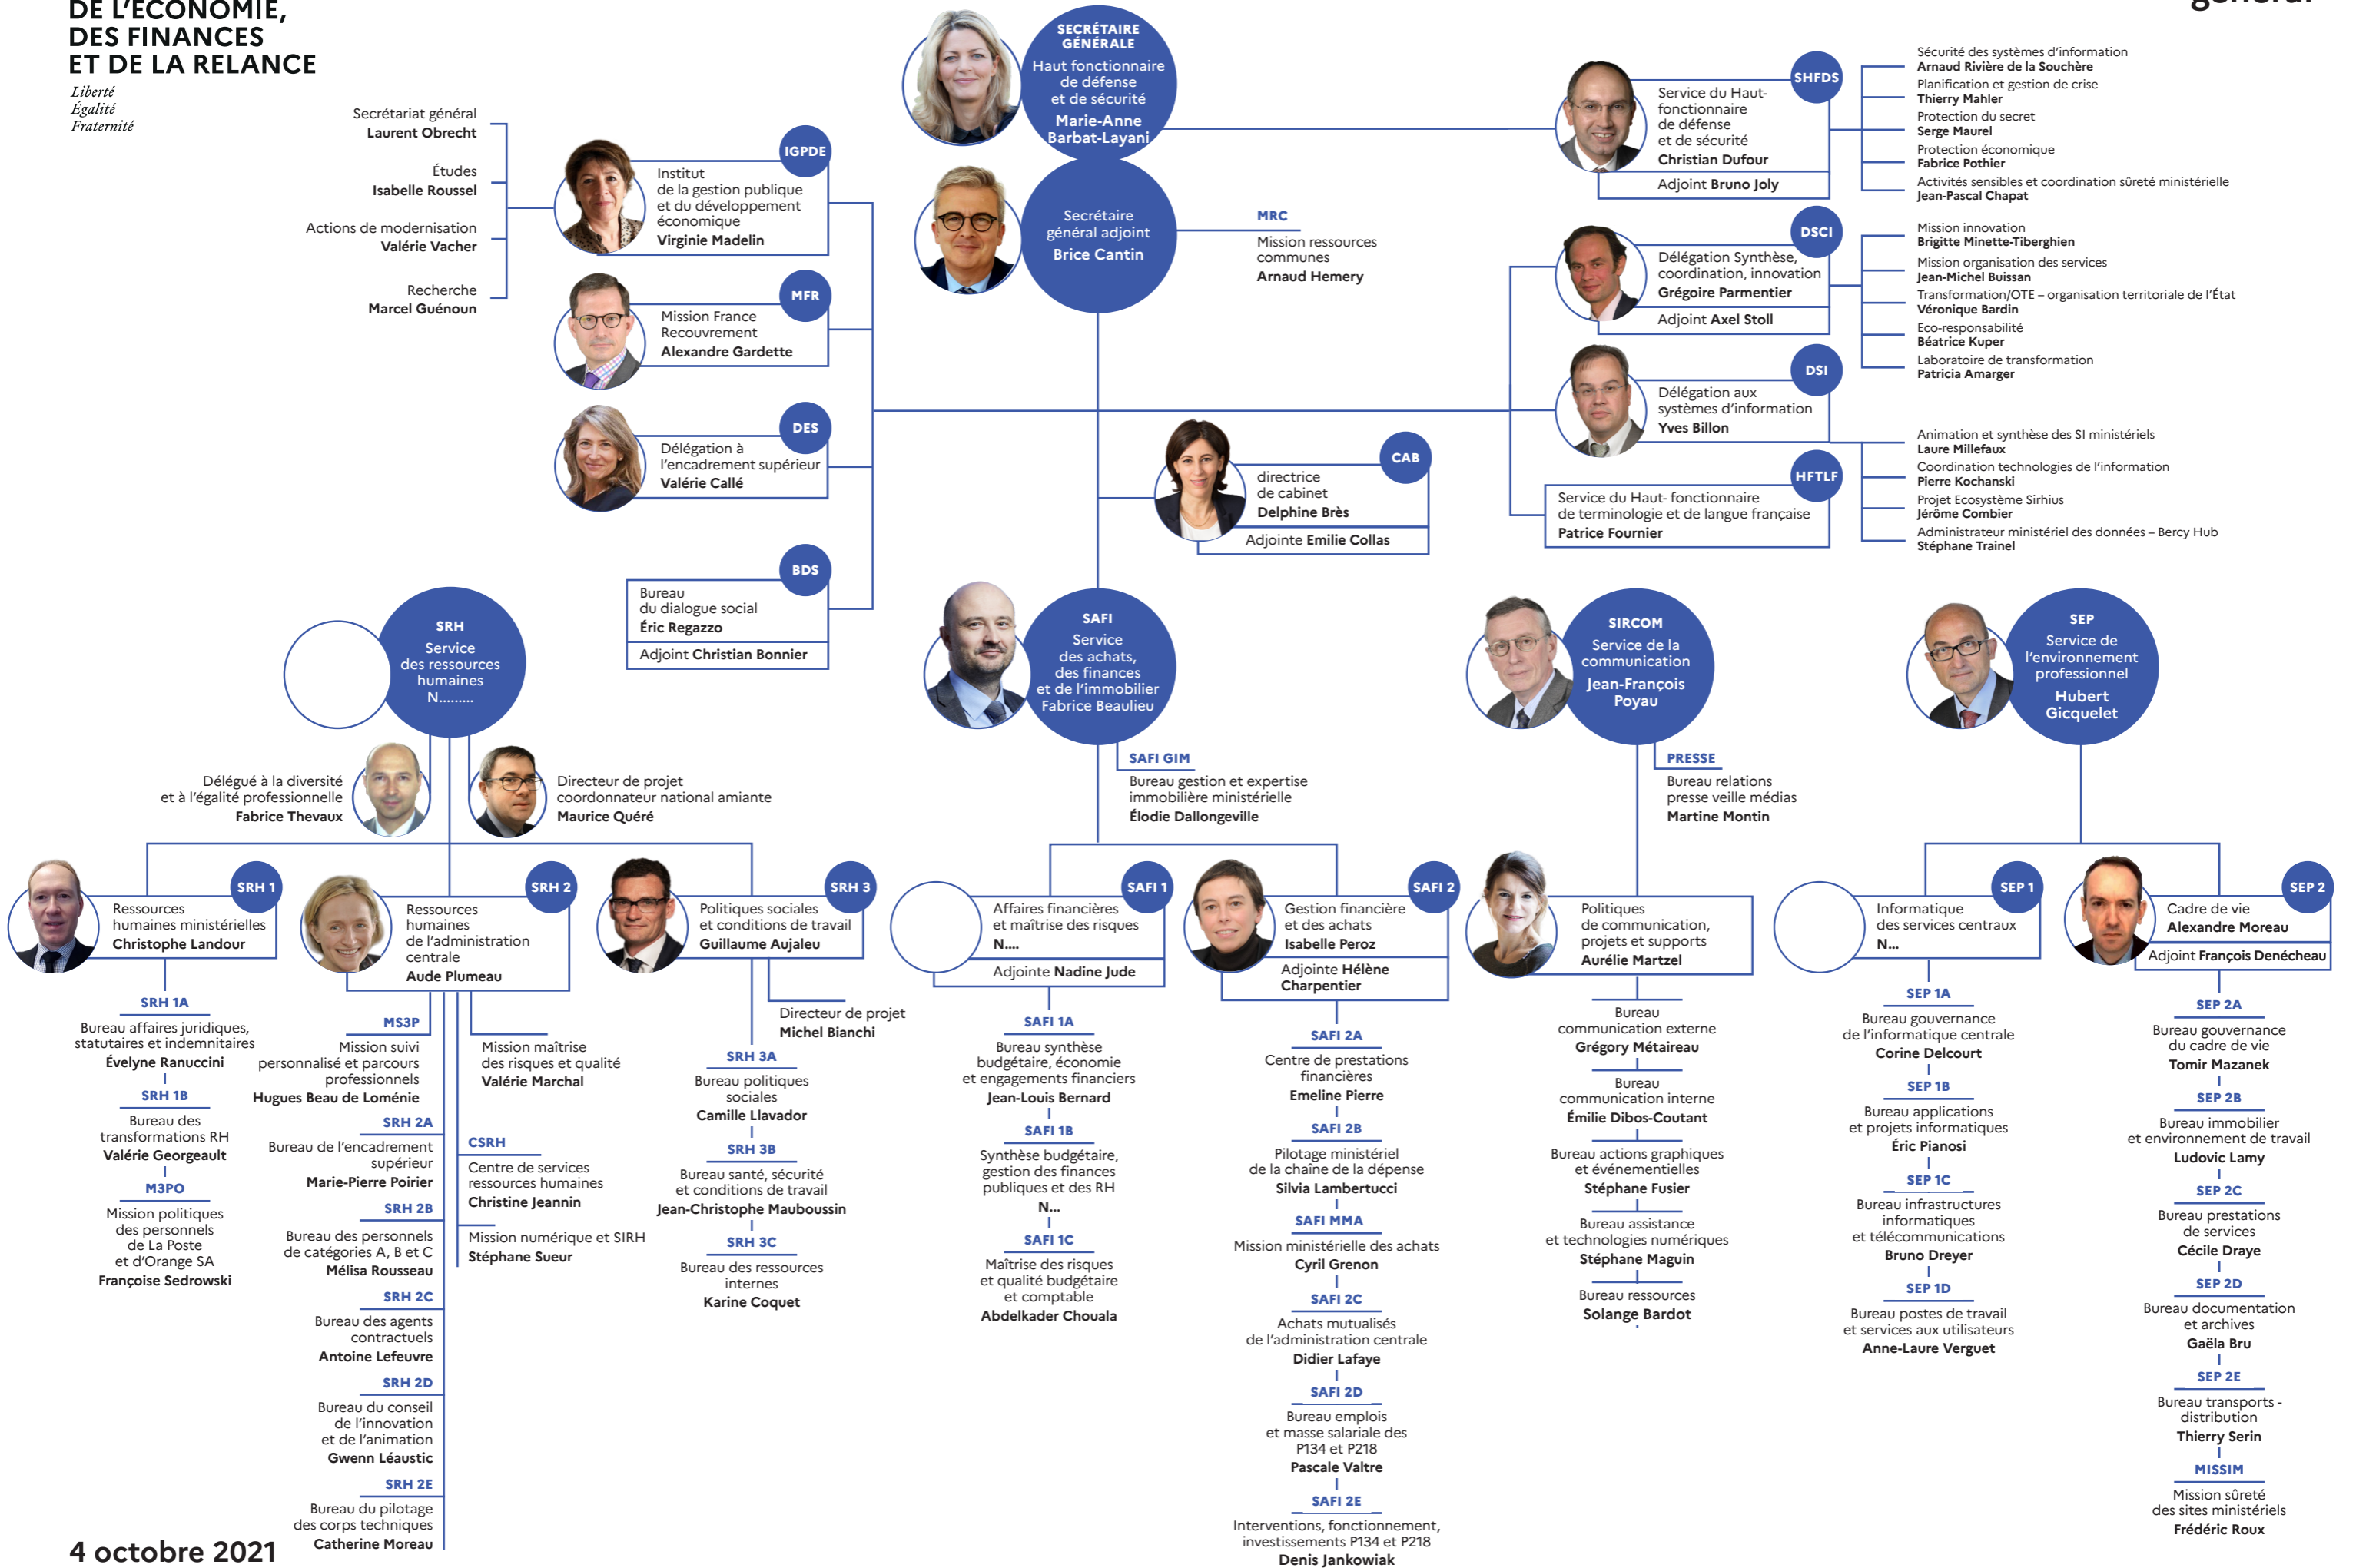 DE L'ÉCONOMIE,
DES FINANCES
ET DE LA RELANCE
Liberté
Égalité
Fraternité
SECRÉTAIRE
GÉNÉRALE
Haut fonctionnaire
de défense
et de sécurité
Marie-Anne
Barbat-Layani
Secrétaire
général adjoint
Brice Cantin
MRC
Mission ressources
communes
Arnaud Hemery
Secrétariat général
Laurent Obrecht
Études
Isabelle Roussel
Actions de modernisation
Valérie Vacher
Recherche
Marcel Guénoun
IGPDE
Institut
de la gestion publique
et du développement
économique
Virginie Madelin
MFR
Mission France
Recouvrement
Alexandre Gardette
DES
Délégation à
l'encadrement supérieur
Valérie Callé
BDS
Bureau
du dialogue social
Éric Regazzo
Adjoint Christian Bonnier
CAB
directrice
de cabinet
Delphine Brès
Adjointe Emilie Collas
SHFDS
Service du Haut-
fonctionnaire
de défense
et de sécurité
Christian Dufour
Adjoint Bruno Joly
Sécurité des systèmes d'information
Arnaud Rivière de la Souchère
Planification et gestion de crise
Thierry Mahler
Protection du secret
Serge Maurel
Protection économique
Fabrice Pothier
Activités sensibles et coordination sûreté ministérielle
Jean-Pascal Chapat
DSCI
Délégation Synthèse,
coordination, innovation
Grégoire Parmentier
Adjoint Axel Stoll
Mission innovation
Brigitte Minette-Tiberghien
Mission organisation des services
Jean-Michel Buissan
Transformation/OTE – organisation territoriale de l'État
Véronique Bardin
Eco-responsabilité
Béatrice Kuper
Laboratoire de transformation
Patricia Amarger
DSI
Délégation aux
systèmes d'information
Yves Billon
HFTLF
Service du Haut- fonctionnaire
de terminologie et de langue française
Patrice Fournier
Animation et synthèse des SI ministériels
Laure Millefaux
Coordination technologies de l'information
Pierre Kochanski
Projet Ecosystème Sirhius
Jérôme Combier
Administrateur ministériel des données – Bercy Hub
Stéphane Trainel
SRH
Service
des ressources
humaines
N.........
Délégué à la diversité
et à l'égalité professionnelle
Fabrice Thevaux
Directeur de projet
coordonnateur national amiante
Maurice Quéré
SAFI
Service
des achats,
des finances
et de l'immobilier
Fabrice Beaulieu
SAFI GIM
Bureau gestion et expertise
immobilière ministérielle
Élodie Dallongeville
SIRCOM
Service de la
communication
Jean-François
Poyau
PRESSE
Bureau relations
presse veille médias
Martine Montin
SEP
Service de
l'environnement
professionnel
Hubert
Gicquelet
SRH 1
Ressources
humaines ministérielles
Christophe Landour
SRH 1A
Bureau affaires juridiques,
statutaires et indemnitaires
Évelyne Ranuccini
SRH 1B
Bureau des
transformations RH
Valérie Georgeault
M3PO
Mission politiques
des personnels
de La Poste
et d'Orange SA
Françoise Sedrowski
SRH 2
Ressources
humaines
de l'administration
centrale
Aude Plumeau
MS3P
Mission suivi
personnalisé et parcours
professionnels
Hugues Beau de Loménie
SRH 2A
Bureau de l'encadrement
supérieur
Marie-Pierre Poirier
SRH 2B
Bureau des personnels
de catégories A, B et C
Mélisa Rousseau
SRH 2C
Bureau des agents
contractuels
Antoine Lefeuvre
SRH 2D
Bureau du conseil
de l'innovation
et de l'animation
Gwenn Léaustic
SRH 2E
Bureau du pilotage
des corps techniques
Catherine Moreau
Mission maîtrise
des risques et qualité
Valérie Marchal
CSRH
Centre de services
ressources humaines
Christine Jeannin
Mission numérique et SIRH
Stéphane Sueur
SRH 3
Politiques sociales
et conditions de travail
Guillaume Aujaleu
Directeur de projet
Michel Bianchi
SRH 3A
Bureau politiques
sociales
Camille Llavador
SRH 3B
Bureau santé, sécurité
et conditions de travail
Jean-Christophe Mauboussin
SRH 3C
Bureau des ressources
internes
Karine Coquet
SAFI 1
Affaires financières
et maîtrise des risques
N....
Adjointe Nadine Jude
SAFI 1A
Bureau synthèse
budgétaire, économie
et engagements financiers
Jean-Louis Bernard
SAFI 1B
Synthèse budgétaire,
gestion des finances
publiques et des RH
N...
SAFI 1C
Maîtrise des risques
et qualité budgétaire
et comptable
Abdelkader Chouala
SAFI 2
Gestion financière
et des achats
Isabelle Peroz
Adjointe Hélène
Charpentier
SAFI 2A
Centre de prestations
financières
Emeline Pierre
SAFI 2B
Pilotage ministériel
de la chaîne de la dépense
Silvia Lambertucci
SAFI MMA
Mission ministérielle des achats
Cyril Grenon
SAFI 2C
Achats mutualisés
de l'administration centrale
Didier Lafaye
SAFI 2D
Bureau emplois
et masse salariale des
P134 et P218
Pascale Valtre
SAFI 2E
Interventions, fonctionnement,
investissements P134 et P218
Denis Jankowiak
Politiques
de communication,
projets et supports
Aurélie Martzel
Bureau
communication externe
Grégory Métaireau
Bureau
communication interne
Émilie Dibos-Coutant
Bureau actions graphiques
et événementielles
Stéphane Fusier
Bureau assistance
et technologies numériques
Stéphane Maguin
Bureau ressources
Solange Bardot
SEP 1
Informatique
des services centraux
N...
SEP 1A
Bureau gouvernance
de l'informatique centrale
Corine Delcourt
SEP 1B
Bureau applications
et projets informatiques
Éric Pianosi
SEP 1C
Bureau infrastructures
informatiques
et télécommunications
Bruno Dreyer
SEP 1D
Bureau postes de travail
et services aux utilisateurs
Anne-Laure Verguet
SEP 2
Cadre de vie
Alexandre Moreau
Adjoint François Denécheau
SEP 2A
Bureau gouvernance
du cadre de vie
Tomir Mazanek
SEP 2B
Bureau immobilier
et environnement de travail
Ludovic Lamy
SEP 2C
Bureau prestations
de services
Cécile Draye
SEP 2D
Bureau documentation
et archives
Gaëla Bru
SEP 2E
Bureau transports -
distribution
Thierry Serin
MISSIM
Mission sûreté
des sites ministériels
Frédéric Roux
4 octobre 2021